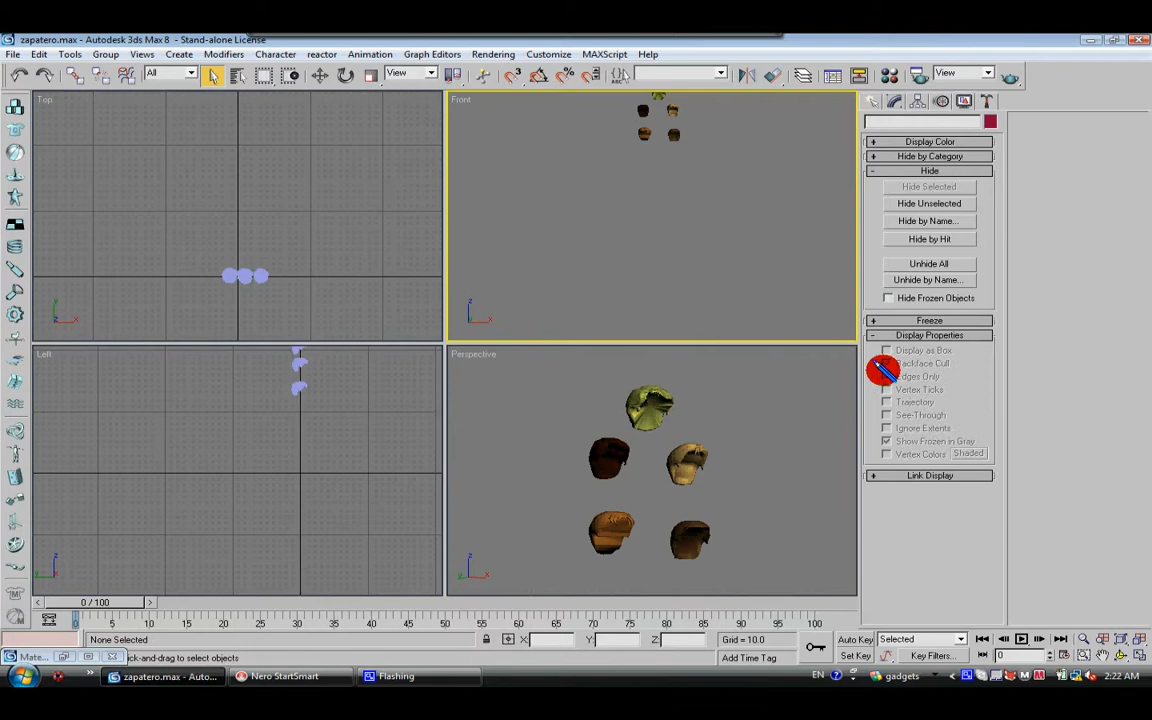 zapatero.max - Autodesk 3ds Max 8 - Stand-alone License
File Edit Tools Group Views Create Modifiers Character reactor Animation Graph Editors Rendering Customize MAXScript Help
All View View
Top
Front
Left
Perspective
Display Color
Hide by Category
Hide
Hide Selected
Hide Unselected
Hide by Name...
Hide by Hit
Unhide All
Unhide by Name...
Hide Frozen Objects
Freeze
Display Properties
Display as Box
Backface Cull
Edges Only
Vertex Ticks
Trajectory
See-Through
Ignore Extents
Show Frozen in Gray
Vertex Colors Shaded
Link Display
0 / 100
0 5 10 15 20 25 30 35 40 45 50 55 60 65 70 75 80 85 90 95 100
None Selected X: Y: Z: Grid = 10.0 Auto Key Selected
Mate... ick-and-drag to select objects Add Time Tag Set Key Key Filters... 0
zapatero.max - Auto... Nero StartSmart Flashing EN gadgets 2:22 AM